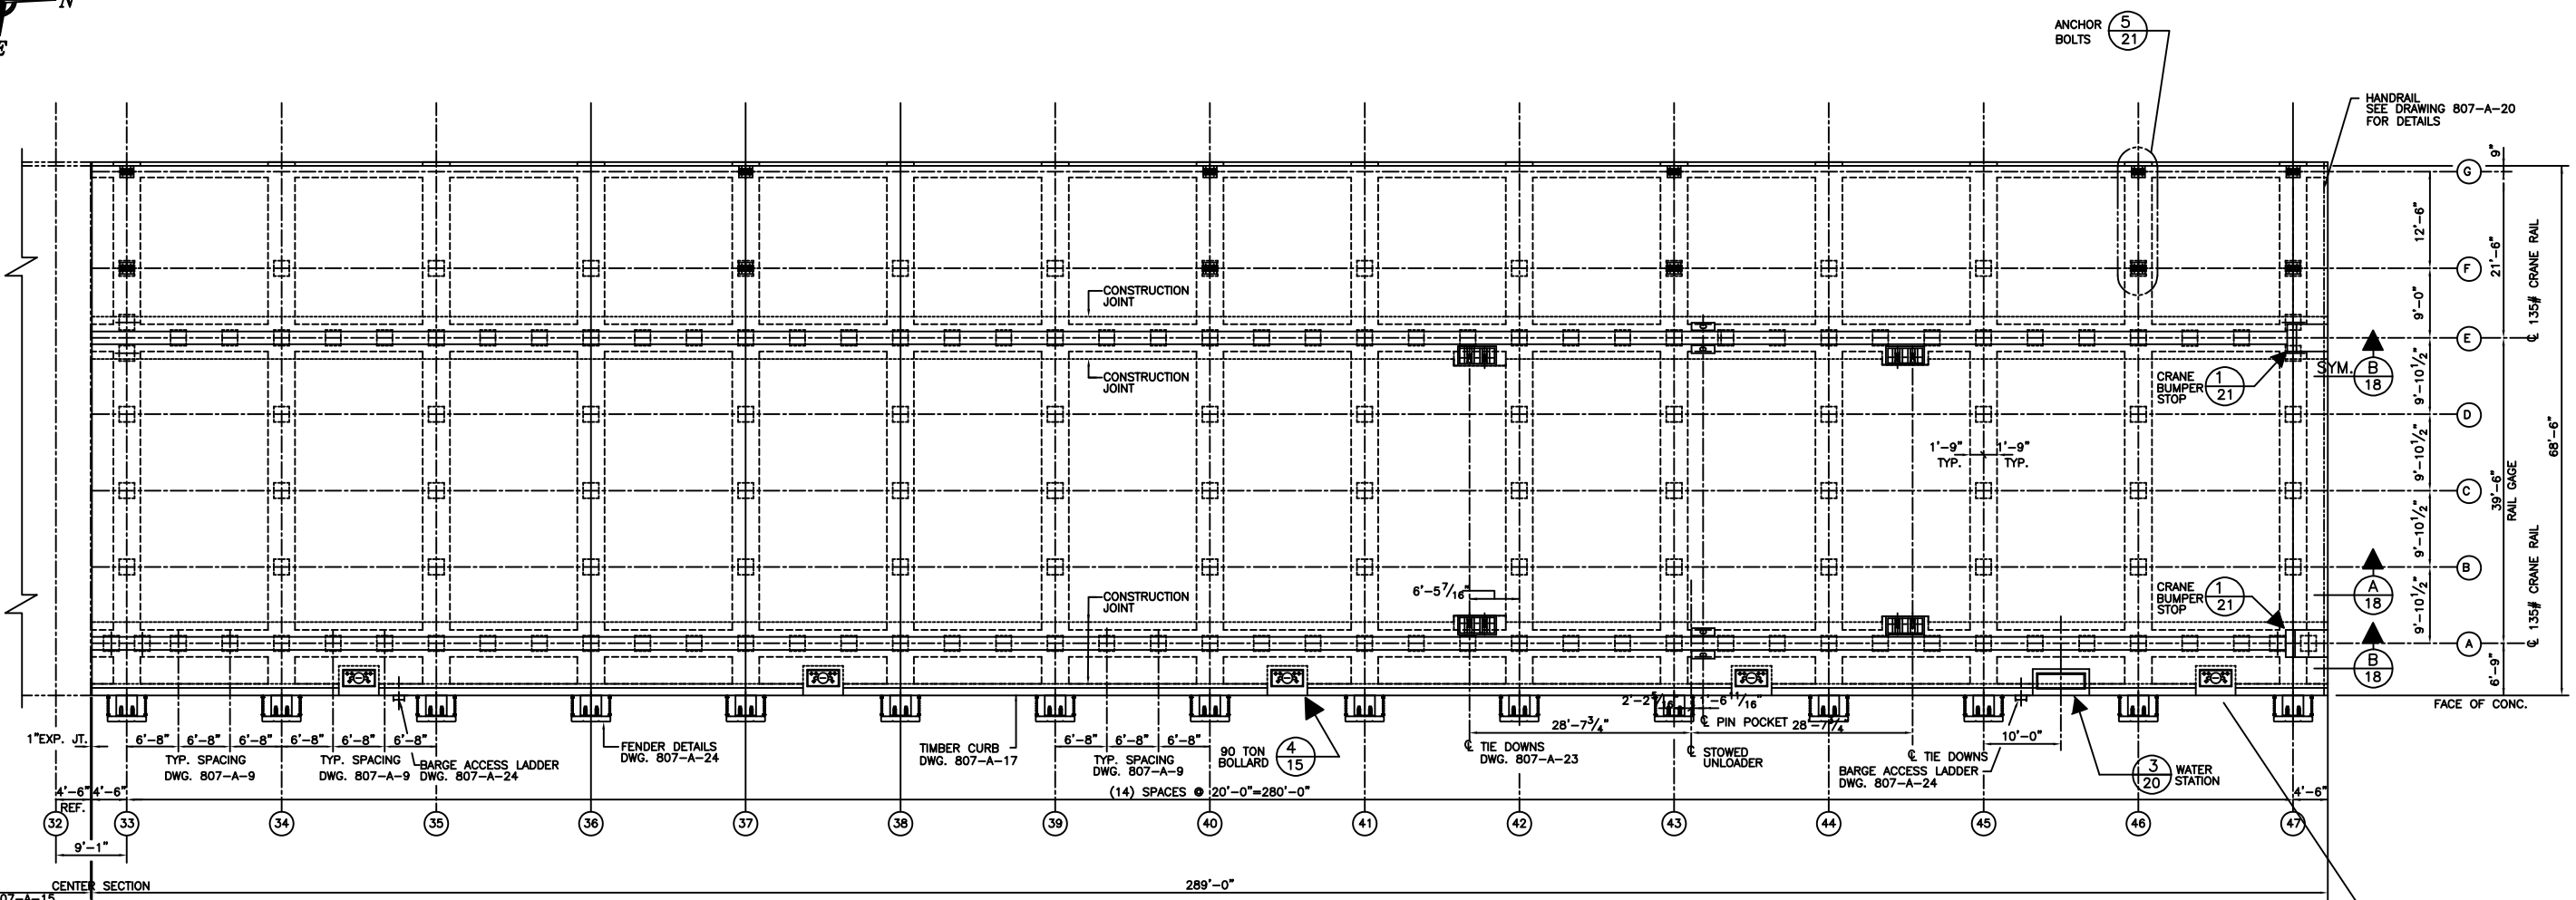 N
E
ANCHOR
BOLTS
5
21
HANDRAIL
SEE DRAWING 807-A-20
FOR DETAILS
9"
G
12'-6"
21'-6"
℄ 135# CRANE RAIL
F
9'-0"
E
CONSTRUCTION
JOINT
CONSTRUCTION
JOINT
CRANE
BUMPER
STOP
1
21
SYM.
B
18
9'-10½"
D
68'-6"
1'-9"
TYP.
1'-9"
TYP.
9'-10½"
C
39'-6"
RAIL GAGE
9'-10½"
B
℄ 135# CRANE RAIL
6'-5 7/16"
CONSTRUCTION
JOINT
CRANE
BUMPER
STOP
1
21
A
18
9'-10½"
A
B
18
6'-9"
FACE OF CONC.
2'-2 5/16"
1'-6 11/16"
℄ PIN POCKET
28'-7¾"
28'-7¾"
1"EXP. JT.
6'-8"
6'-8"
6'-8"
6'-8"
6'-8"
6'-8"
TYP. SPACING
DWG. 807-A-9
TYP. SPACING
DWG. 807-A-9
BARGE ACCESS LADDER
DWG. 807-A-24
FENDER DETAILS
DWG. 807-A-24
TIMBER CURB
DWG. 807-A-17
6'-8"
6'-8"
6'-8"
TYP. SPACING
DWG. 807-A-9
90 TON
BOLLARD
4
15
℄ TIE DOWNS
DWG. 807-A-23
℄ STOWED
UNLOADER
℄ TIE DOWNS
BARGE ACCESS LADDER
DWG. 807-A-24
10'-0"
3
20
WATER
STATION
4'-6"
REF.
4'-6"
(14) SPACES @ 20'-0"=280'-0"
4'-6"
32
33
34
35
36
37
38
39
40
41
42
43
44
45
46
47
9'-1"
CENTER SECTION
289'-0"
07-A-15